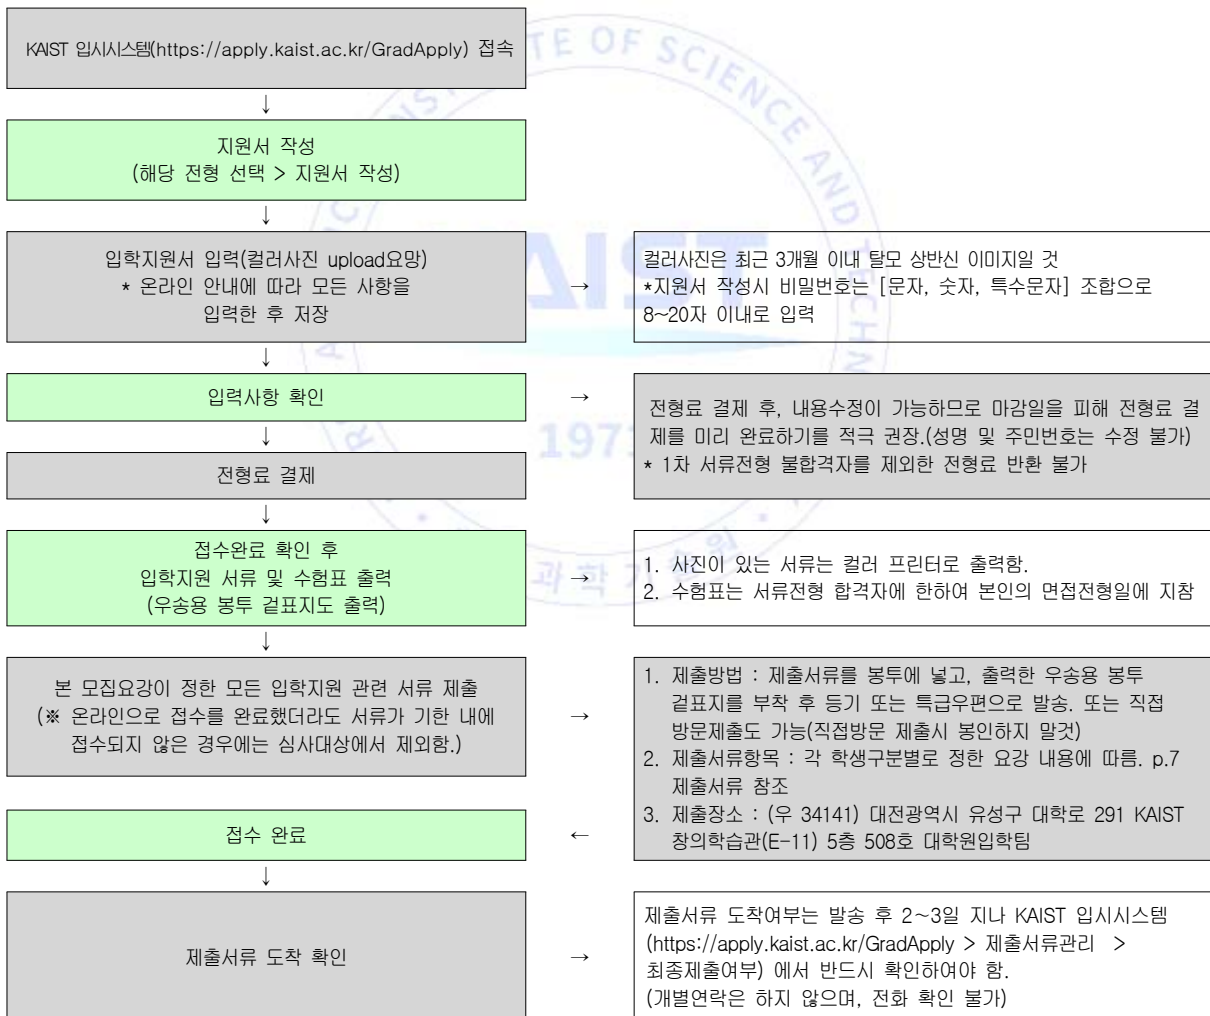 KAIST 입시시스템(https://apply.kaist.ac.kr/GradApply) 접속
↓
지원서 작성
(해당 전형 선택 > 지원서 작성)
↓
입학지원서 입력(컬러사진 upload요망)
* 온라인 안내에 따라 모든 사항을
입력한 후 저장
→
컬러사진은 최근 3개월 이내 탈모 상반신 이미지일 것
*지원서 작성시 비밀번호는 [문자, 숫자, 특수문자] 조합으로
8~20자 이내로 입력
↓
입력사항 확인
→
↓
전형료 결제
전형료 결제 후, 내용수정이 가능하므로 마감일을 피해 전형료 결
제를 미리 완료하기를 적극 권장.(성명 및 주민번호는 수정 불가)
* 1차 서류전형 불합격자를 제외한 전형료 반환 불가
↓
접수완료 확인 후
입학지원 서류 및 수험표 출력
(우송용 봉투 겉표지도 출력)
→
1. 사진이 있는 서류는 컬러 프린터로 출력함.
2. 수험표는 서류전형 합격자에 한하여 본인의 면접전형일에 지참
↓
본 모집요강이 정한 모든 입학지원 관련 서류 제출
(※ 온라인으로 접수를 완료했더라도 서류가 기한 내에
접수되지 않은 경우에는 심사대상에서 제외함.)
→
1. 제출방법 : 제출서류를 봉투에 넣고, 출력한 우송용 봉투
겉표지를 부착 후 등기 또는 특급우편으로 발송. 또는 직접
방문제출도 가능(직접방문 제출시 봉인하지 말것)
2. 제출서류항목 : 각 학생구분별로 정한 요강 내용에 따름. p.7
제출서류 참조
3. 제출장소 : (우 34141) 대전광역시 유성구 대학로 291 KAIST
창의학습관(E-11) 5층 508호 대학원입학팀
접수 완료
←
↓
제출서류 도착 확인
→
제출서류 도착여부는 발송 후 2~3일 지나 KAIST 입시시스템
(https://apply.kaist.ac.kr/GradApply > 제출서류관리 >
최종제출여부) 에서 반드시 확인하여야 함.
(개별연락은 하지 않으며, 전화 확인 불가)